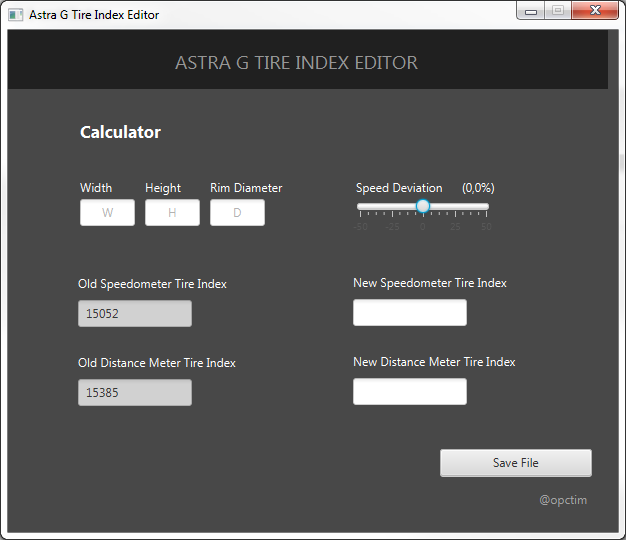 Astra G Tire Index Editor
ASTRA G TIRE INDEX EDITOR
Calculator
Width Height Rim Diameter Speed Deviation (0,0%)
W H D
-50 -25 0 25 50
Old Speedometer Tire Index New Speedometer Tire Index
15052
Old Distance Meter Tire Index New Distance Meter Tire Index
15385
Save File
@opctim